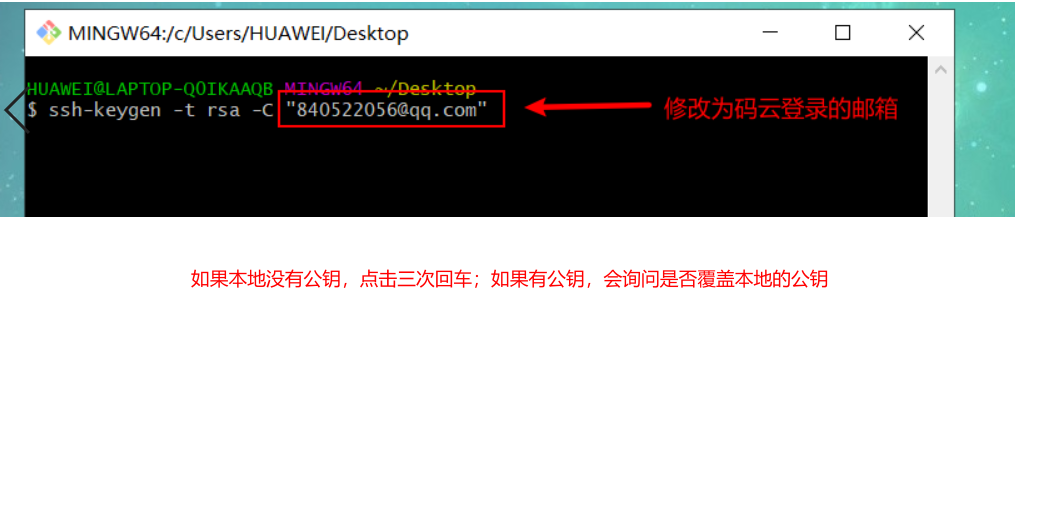 MINGW64:/c/Users/HUAWEI/Desktop
HUAWEI@LAPTOP-QOIKAAQB MINGW64 ~/Desktop
$ ssh-keygen -t rsa -C "840522056@qq.com"
修改为码云登录的邮箱
如果本地没有公钥，点击三次回车；如果有公钥，会询问是否覆盖本地的公钥